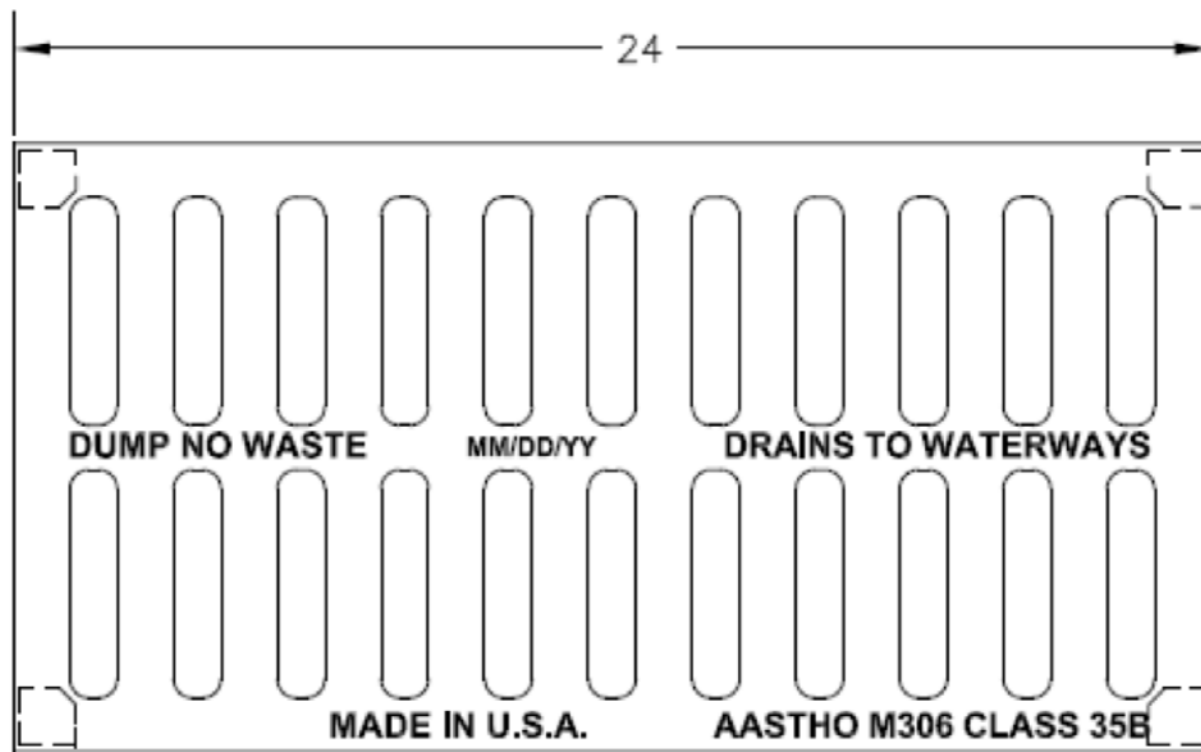 24
DUMP NO WASTE MM/DD/YY DRAINS TO WATERWAYS
MADE IN U.S.A. AASTHO M306 CLASS 35B